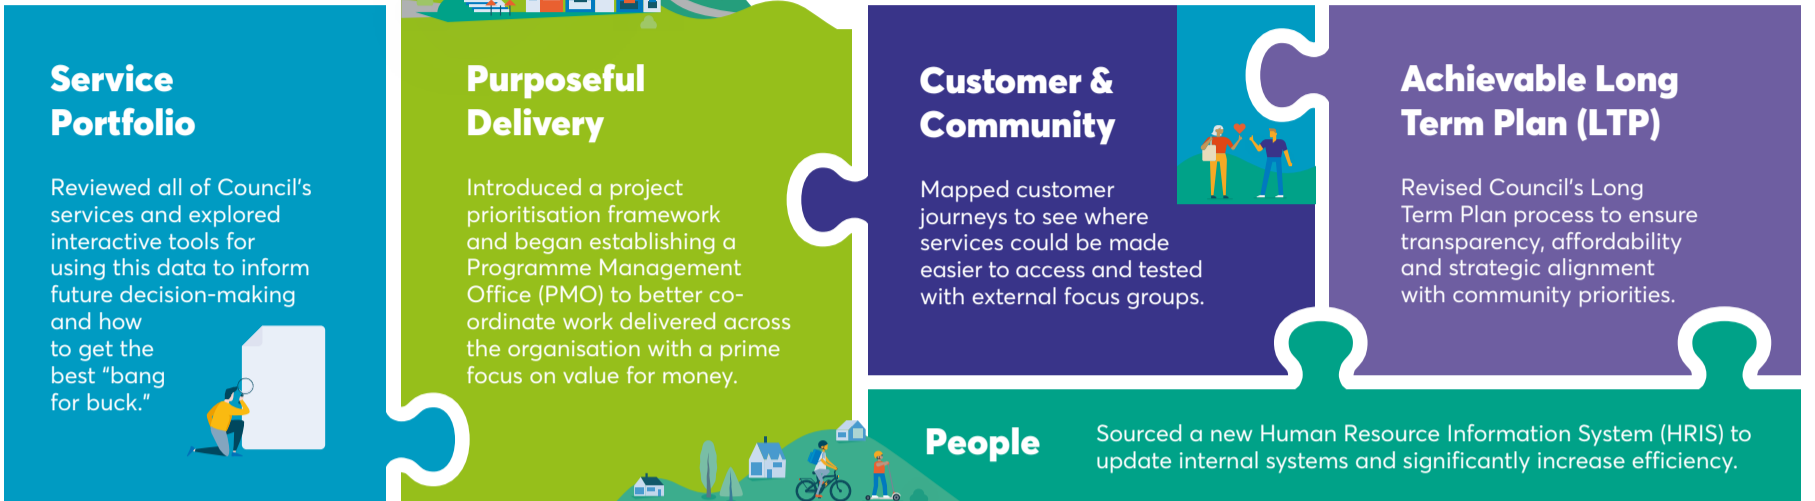 Service
Portfolio
Reviewed all of Council's
services and explored
interactive tools for
using this data to inform
future decision-making
and how
to get the
best “bang
for buck.”
Purposeful
Delivery
Introduced a project
prioritisation framework
and began establishing a
Programme Management
Office (PMO) to better co-
ordinate work delivered across
the organisation with a prime
focus on value for money.
Customer &
Community
Mapped customer
journeys to see where
services could be made
easier to access and tested
with external focus groups.
Achievable Long
Term Plan (LTP)
Revised Council's Long
Term Plan process to ensure
transparency, affordability
and strategic alignment
with community priorities.
People
Sourced a new Human Resource Information System (HRIS) to
update internal systems and significantly increase efficiency.